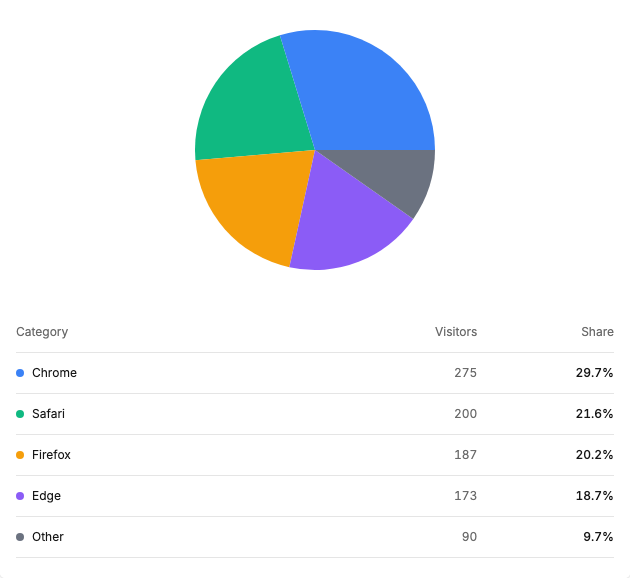 Category Visitors Share
Chrome 275 29.7%
Safari 200 21.6%
Firefox 187 20.2%
Edge 173 18.7%
Other 90 9.7%